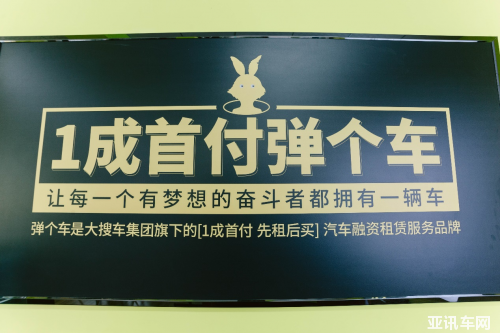 1成首付弹个车
让每一个有梦想的奋斗者都拥有一辆车
弹个车是大搜车集团旗下的[1成首付 先租后买] 汽车融资租赁服务品牌
亚讯车网